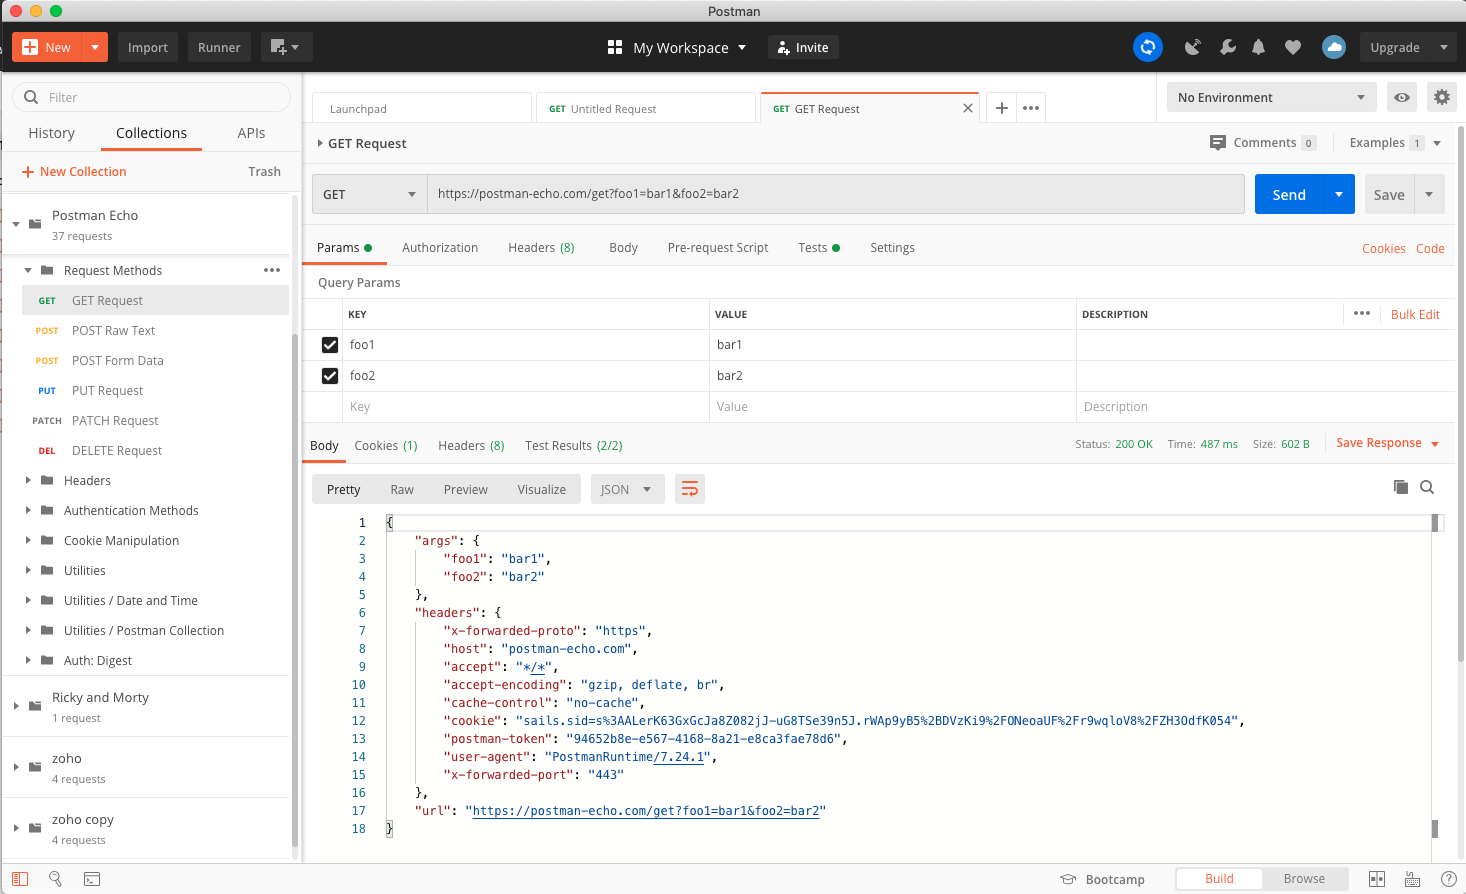 Postman
New
Import
Runner
My Workspace
Invite
Upgrade
Filter
History Collections APIs
New Collection Trash
Postman Echo
37 requests
Request Methods
GET GET Request
POST POST Raw Text
POST POST Form Data
PUT PUT Request
PATCH PATCH Request
DEL DELETE Request
Headers
Authentication Methods
Cookie Manipulation
Utilities
Utilities / Date and Time
Utilities / Postman Collection
Auth: Digest
Ricky and Morty
1 request
zoho
4 requests
zoho copy
4 requests
Launchpad
GET Untitled Request
GET GET Request
No Environment
GET Request
Comments 0
Examples 1
GET https://postman-echo.com/get?foo1=bar1&foo2=bar2
Send
Save
Params Authorization Headers (8) Body Pre-request Script Tests Settings
Cookies Code
Query Params
KEY VALUE DESCRIPTION
Bulk Edit
foo1 bar1
foo2 bar2
Key Value Description
Body Cookies (1) Headers (8) Test Results (2/2)
Status: 200 OK Time: 487 ms Size: 602 B
Save Response
Pretty Raw Preview Visualize JSON
1 {
2 "args": {
3 "foo1": "bar1",
4 "foo2": "bar2"
5 },
6 "headers": {
7 "x-forwarded-proto": "https",
8 "host": "postman-echo.com",
9 "accept": "*/*",
10 "accept-encoding": "gzip, deflate, br",
11 "cache-control": "no-cache",
12 "cookie": "sails.sid=s%3AALerK63GxGcJa8Z082jJ-uG8TSe39n5J.rWAp9yB5%2BDVzKi9%2FONeoaUF%2Fr9wqloV8%2FZH3OdfK054",
13 "postman-token": "94652b8e-e567-4168-8a21-e8ca3fae78d6",
14 "user-agent": "PostmanRuntime/7.24.1",
15 "x-forwarded-port": "443"
16 },
17 "url": "https://postman-echo.com/get?foo1=bar1&foo2=bar2"
18 }
Bootcamp
Build Browse